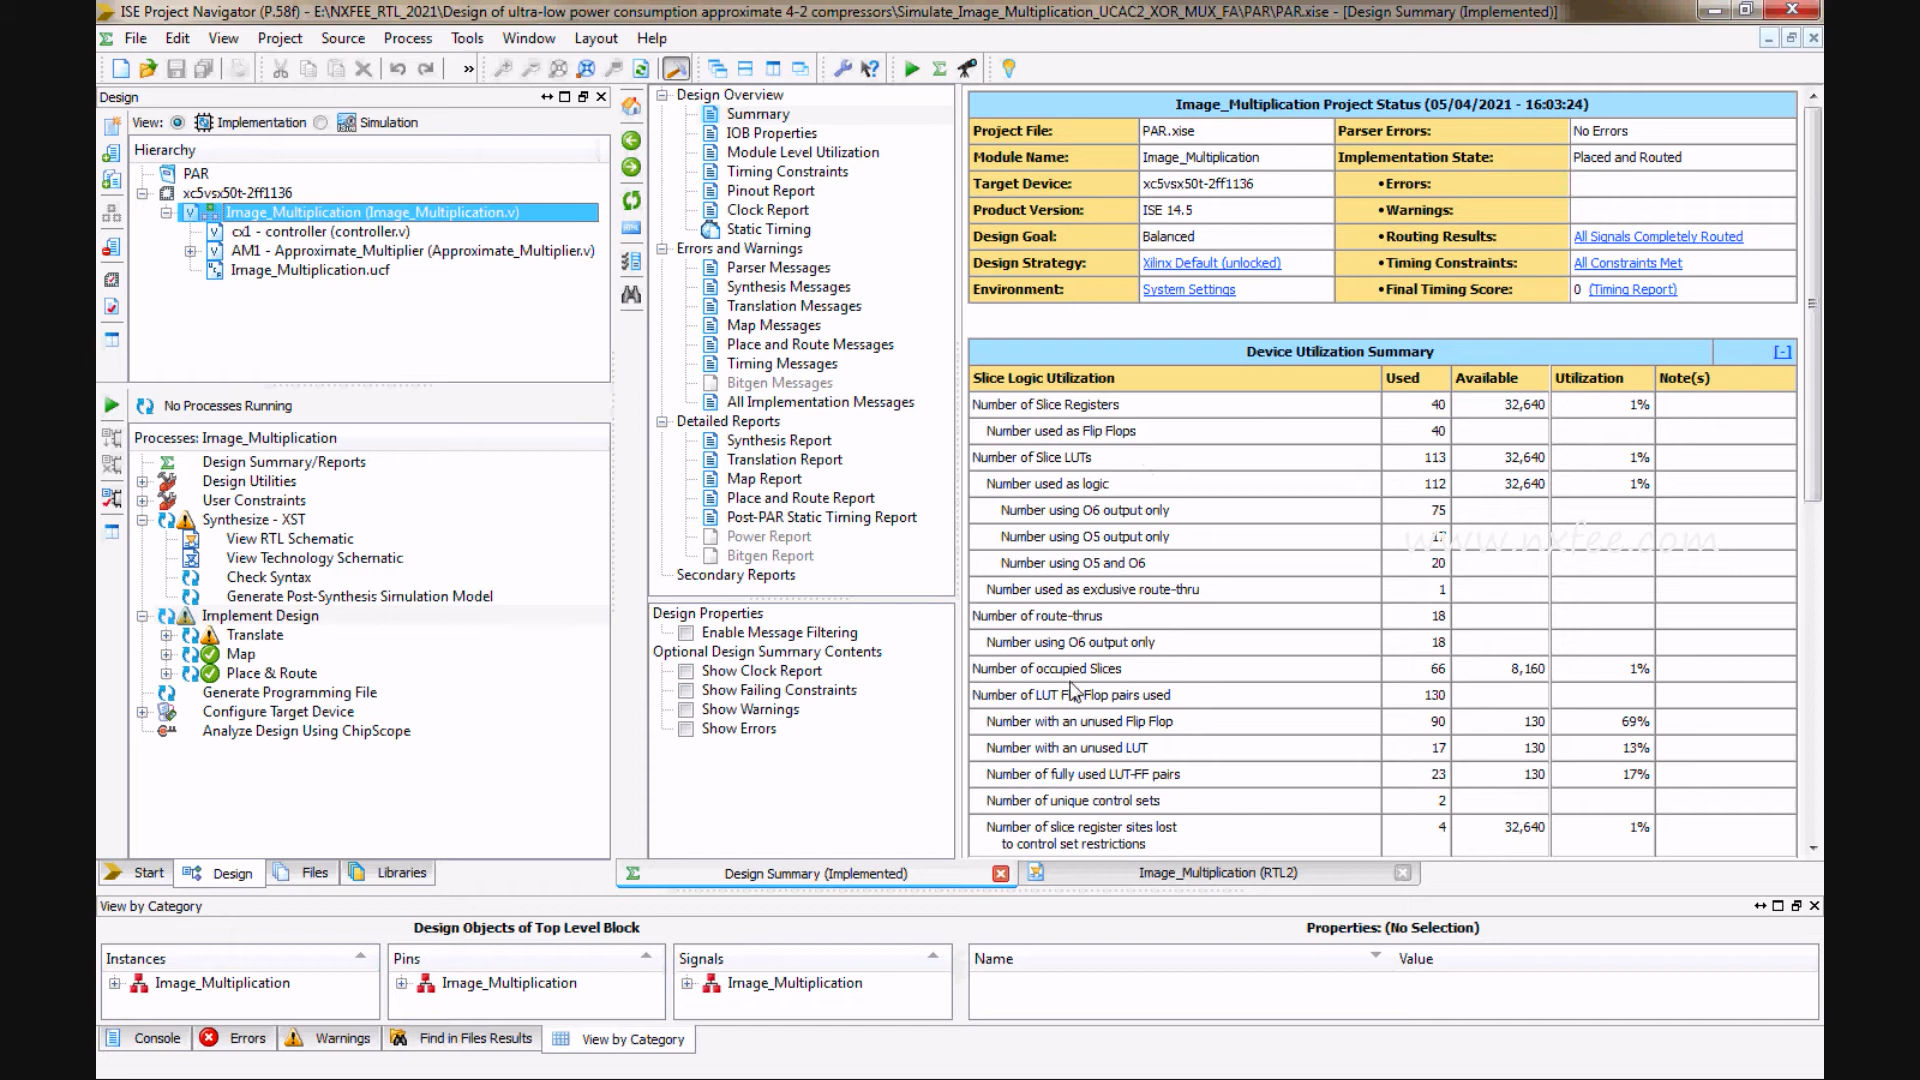 ISE Project Navigator (P.58f) - E:\NXFEE_RTL_2021\Design of ultra-low power consumption approximate 4-2 compressors\Simulate_Image_Multiplication_UCAC2_XOR_MUX_FA\PAR\PAR.xise - [Design Summary (Implemented)]
File Edit View Project Source Process Tools Window Layout Help
»
Design
View: Implementation Simulation
Hierarchy
PAR
xc5vsx50t-2ff1136
Image_Multiplication (Image_Multiplication.v)
cx1 - controller (controller.v)
AM1 - Approximate_Multiplier (Approximate_Multiplier.v)
Image_Multiplication.ucf
No Processes Running
Processes: Image_Multiplication
Design Summary/Reports
Design Utilities
User Constraints
Synthesize - XST
View RTL Schematic
View Technology Schematic
Check Syntax
Generate Post-Synthesis Simulation Model
Implement Design
Translate
Map
Place & Route
Generate Programming File
Configure Target Device
Analyze Design Using ChipScope
Start Design Files Libraries
Design Overview
Summary
IOB Properties
Module Level Utilization
Timing Constraints
Pinout Report
Clock Report
Static Timing
Errors and Warnings
Parser Messages
Synthesis Messages
Translation Messages
Map Messages
Place and Route Messages
Timing Messages
Bitgen Messages
All Implementation Messages
Detailed Reports
Synthesis Report
Translation Report
Map Report
Place and Route Report
Post-PAR Static Timing Report
Power Report
Bitgen Report
Secondary Reports
Design Properties
Enable Message Filtering
Optional Design Summary Contents
Show Clock Report
Show Failing Constraints
Show Warnings
Show Errors
Image_Multiplication Project Status (05/04/2021 - 16:03:24)
Project File: PAR.xise Parser Errors: No Errors
Module Name: Image_Multiplication Implementation State: Placed and Routed
Target Device: xc5vsx50t-2ff1136 •Errors:
Product Version: ISE 14.5 •Warnings:
Design Goal: Balanced •Routing Results: All Signals Completely Routed
Design Strategy: Xilinx Default (unlocked) •Timing Constraints: All Constraints Met
Environment: System Settings •Final Timing Score: 0 (Timing Report)
Device Utilization Summary [-]
Slice Logic Utilization Used Available Utilization Note(s)
Number of Slice Registers 40 32,640 1%
Number used as Flip Flops 40
Number of Slice LUTs 113 32,640 1%
Number used as logic 112 32,640 1%
Number using O6 output only 75
Number using O5 output only
www.nxfee.com
Number using O5 and O6 20
Number used as exclusive route-thru 1
Number of route-thrus 18
Number using O6 output only 18
Number of occupied Slices 66 8,160 1%
Number of LUT Flip Flop pairs used 130
Number with an unused Flip Flop 90 130 69%
Number with an unused LUT 17 130 13%
Number of fully used LUT-FF pairs 23 130 17%
Number of unique control sets 2
Number of slice register sites lost
to control set restrictions 4 32,640 1%
Design Summary (Implemented) Image_Multiplication (RTL2)
View by Category
Design Objects of Top Level Block Properties: (No Selection)
Instances Pins Signals Name Value
Image_Multiplication Image_Multiplication Image_Multiplication
Console Errors Warnings Find in Files Results View by Category